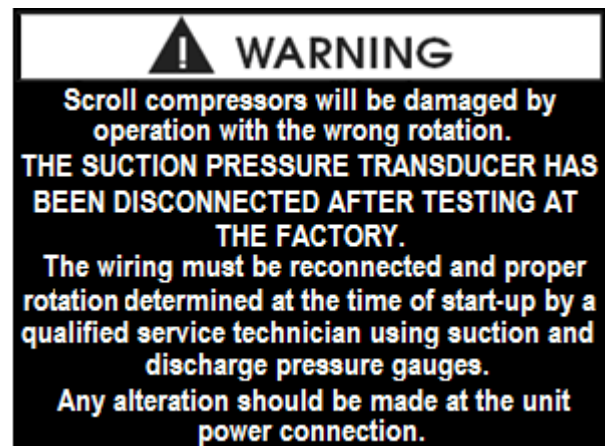 WARNING
Scroll compressors will be damaged by
operation with the wrong rotation.
THE SUCTION PRESSURE TRANSDUCER HAS
BEEN DISCONNECTED AFTER TESTING AT
THE FACTORY.
The wiring must be reconnected and proper
rotation determined at the time of start-up by a
qualified service technician using suction and
discharge pressure gauges.
Any alteration should be made at the unit
power connection.